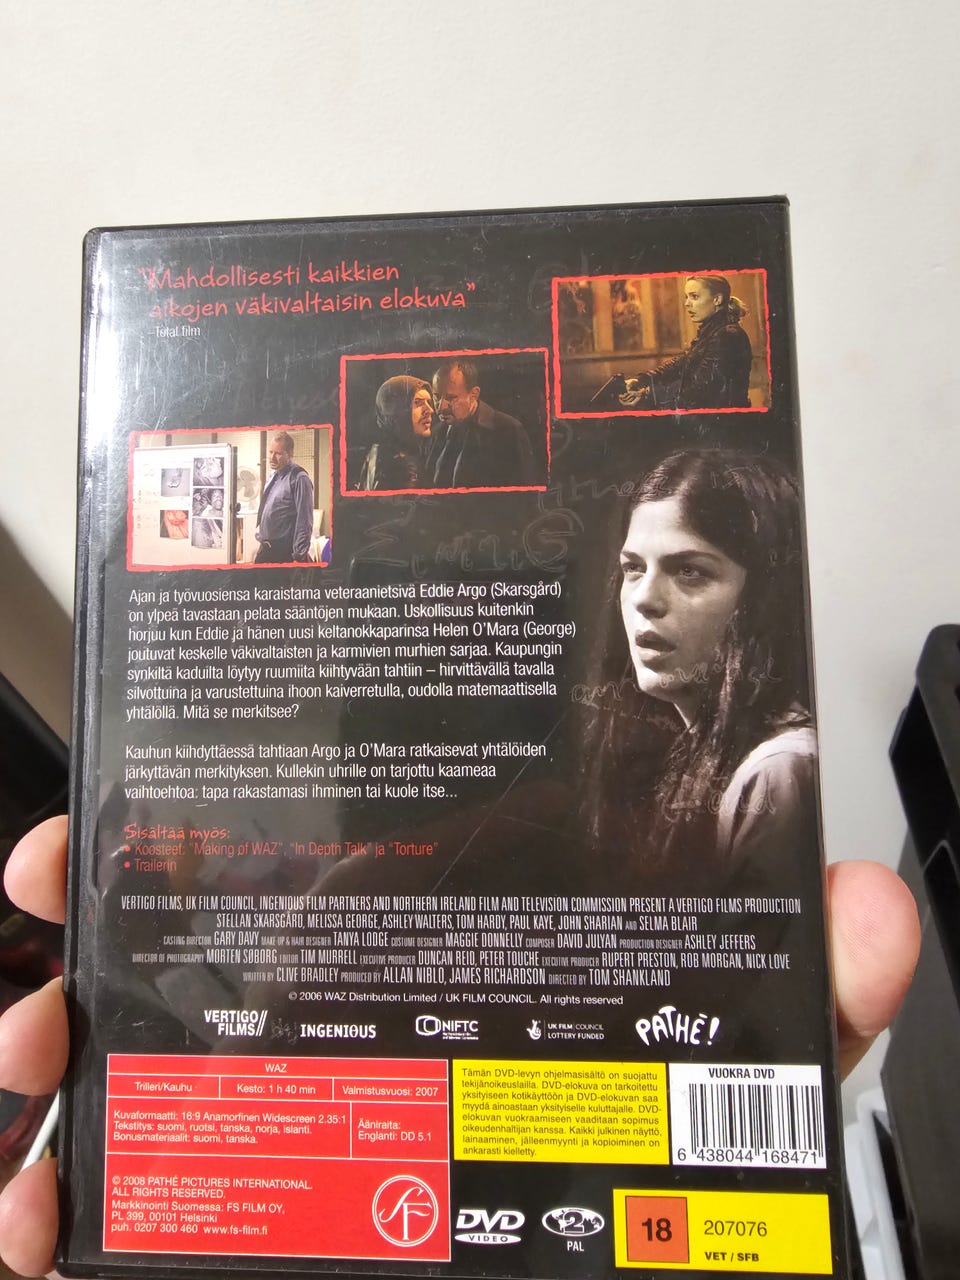 "Mahdollisesti kaikkien
aikojen väkivaltaisin elokuva"
–Total film
Ajan ja työvuosiensa karaistama veteraanietsivä Eddie Argo (Skarsgård)
on ylpeä tavastaan pelata sääntöjen mukaan. Uskollisuus kuitenkin
horjuu kun Eddie ja hänen uusi keltanokkaparinsa Helen O'Mara (George)
joutuvat keskelle väkivaltaisten ja karmivien murhien sarjaa. Kaupungin
synkiltä kaduilta löytyy ruumiita kiihtyvään tahtiin – hirvittävällä tavalla
silvottuina ja varustettuina ihoon kaiverretulla, oudolla matemaattisella
yhtälöllä. Mitä se merkitsee?
Kauhun kiihdyttäessä tahtiaan Argo ja O'Mara ratkaisevat yhtälöiden
järkyttävän merkityksen. Kullekin uhrille on tarjottu kaameaa
vaihtoehtoa: tapa rakastamasi ihminen tai kuole itse...
Sisältää myös:
• Koosteet: "Making of WAZ", "In Depth Talk" ja "Torture"
• Trailerin
VERTIGO FILMS, UK FILM COUNCIL, INGENIOUS FILM PARTNERS AND NORTHERN IRELAND FILM AND TELEVISION COMMISSION PRESENT A VERTIGO FILMS PRODUCTION
STELLAN SKARSGÅRD, MELISSA GEORGE, ASHLEY WALTERS, TOM HARDY, PAUL KAYE, JOHN SHARIAN AND SELMA BLAIR
CASTING DIRECTOR GARY DAVY MAKE UP & HAIR DESIGNER TANYA LODGE COSTUME DESIGNER MAGGIE DONNELLY COMPOSER DAVID JULYAN PRODUCTION DESIGNER ASHLEY JEFFERS
DIRECTOR OF PHOTOGRAPHY MORTEN SØBORG EDITOR TIM MURRELL EXECUTIVE PRODUCER DUNCAN REID, PETER TOUCHE EXECUTIVE PRODUCER RUPERT PRESTON, ROB MORGAN, NICK LOVE
WRITTEN BY CLIVE BRADLEY PRODUCED BY ALLAN NIBLO, JAMES RICHARDSON DIRECTED BY TOM SHANKLAND
© 2006 WAZ Distribution Limited / UK FILM COUNCIL. All rights reserved
VERTIGO FILMS// INGENIOUS NIFTC UK FILM COUNCIL LOTTERY FUNDED PATHÉ!
WAZ
Trilleri/Kauhu Kesto: 1 h 40 min Valmistusvuosi: 2007
Kuvaformaatti: 16:9 Anamorfinen Widescreen 2.35:1
Tekstitys: suomi, ruotsi, tanska, norja, islanti.
Bonusmateriaalit: suomi, tanska.
Ääniraita:
Englanti: DD 5.1
© 2008 PATHÉ PICTURES INTERNATIONAL.
ALL RIGHTS RESERVED.
Markkinointi Suomessa: FS FILM OY,
PL 399, 00101 Helsinki
puh. 0207 300 460 www.fs-film.fi
SF
Tämän DVD-levyn ohjelmasisältö on suojattu
tekijänoikeuslailla. DVD-elokuva on tarkoitettu
yksityiseen kotikäyttöön ja DVD-elokuvan saa
myydä ainoastaan yksityiselle kuluttajalle. DVD-
elokuvan vuokraamiseen vaaditaan sopimus
oikeudenhaltijan kanssa. Kaikki julkinen näyttö,
lainaaminen, jälleenmyynti ja kopioiminen on
ankarasti kielletty.
VUOKRA DVD
6 438044 168471
DVD
VIDEO
2
PAL
18
207076
VET / SFB